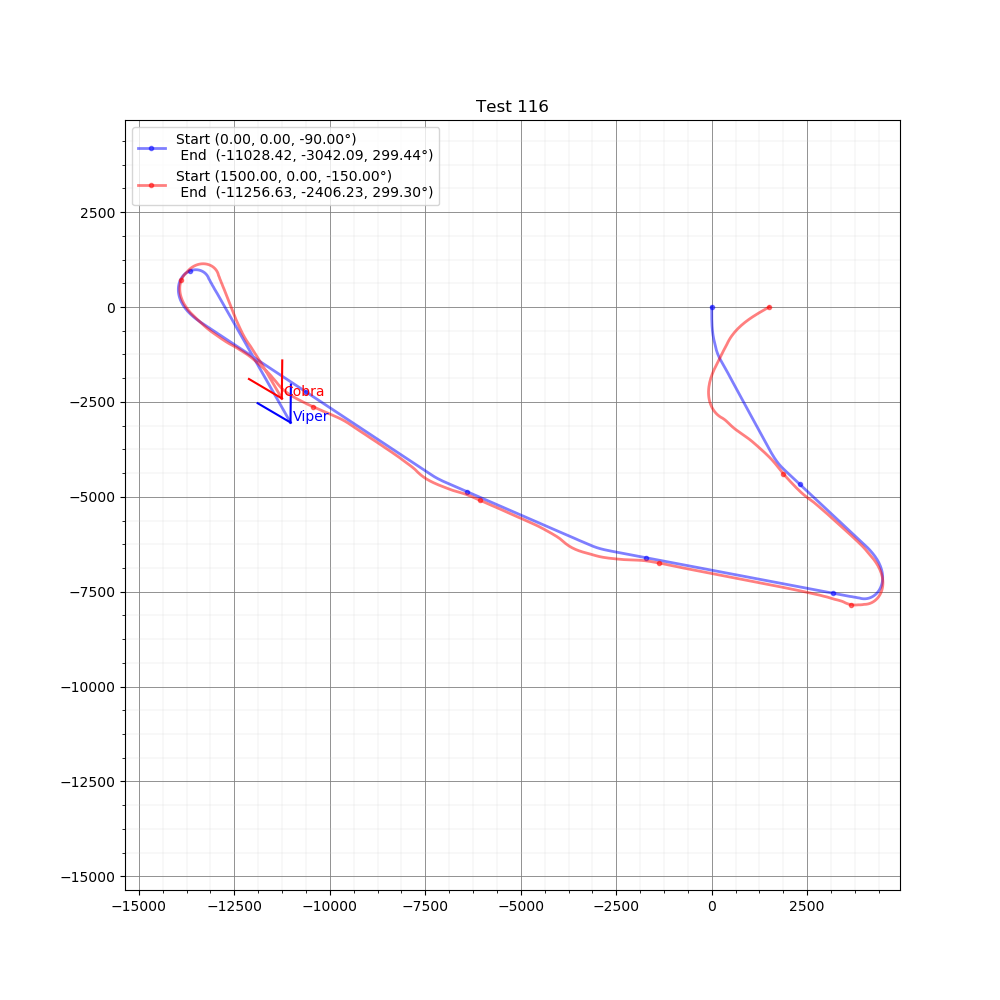 Test 116
Start (0.00, 0.00, -90.00°)
End  (-11028.42, -3042.09, 299.44°)
Start (1500.00, 0.00, -150.00°)
End  (-11256.63, -2406.23, 299.30°)
2500
0
−2500
−5000
−7500
−10000
−12500
−15000
Cobra
Viper
−15000 −12500 −10000 −7500 −5000 −2500 0 2500